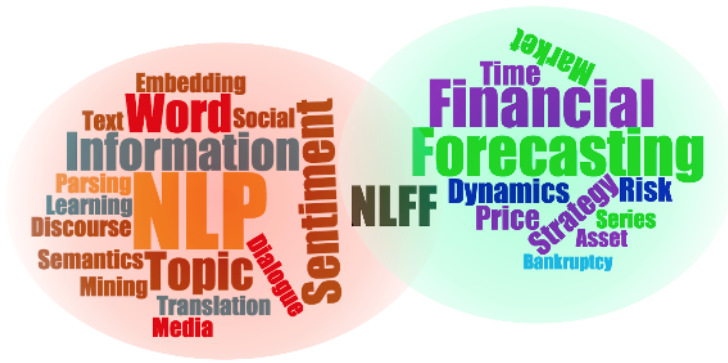 Embedding
Text Word Social
Information
Sentiment
Parsing
Learning
Discourse
NLP
Semantics
Topic
Dialogue
Mining
Translation
Media
NLFF
Market
Time
Financial
Forecasting
Dynamics
Strategy
Risk
Price
Series
Asset
Bankruptcy